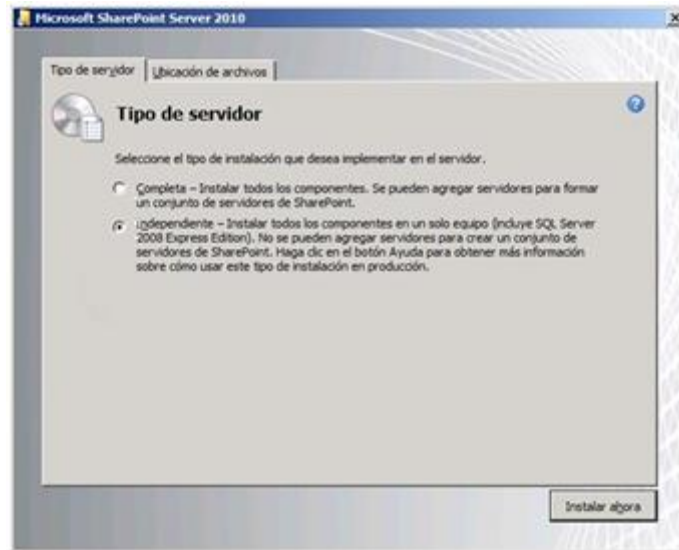 Microsoft SharePoint Server 2010
Tipo de servidor
Ubicación de archivos
Tipo de servidor
Seleccione el tipo de instalación que desea implementar en el servidor.
Completa – Instalar todos los componentes. Se pueden agregar servidores para formar
un conjunto de servidores de SharePoint.
Independiente – Instalar todos los componentes en un solo equipo (incluye SQL Server
2008 Express Edition). No se pueden agregar servidores para crear un conjunto de
servidores de SharePoint. Haga clic en el botón Ayuda para obtener más información
sobre cómo usar este tipo de instalación en producción.
Instalar ahora